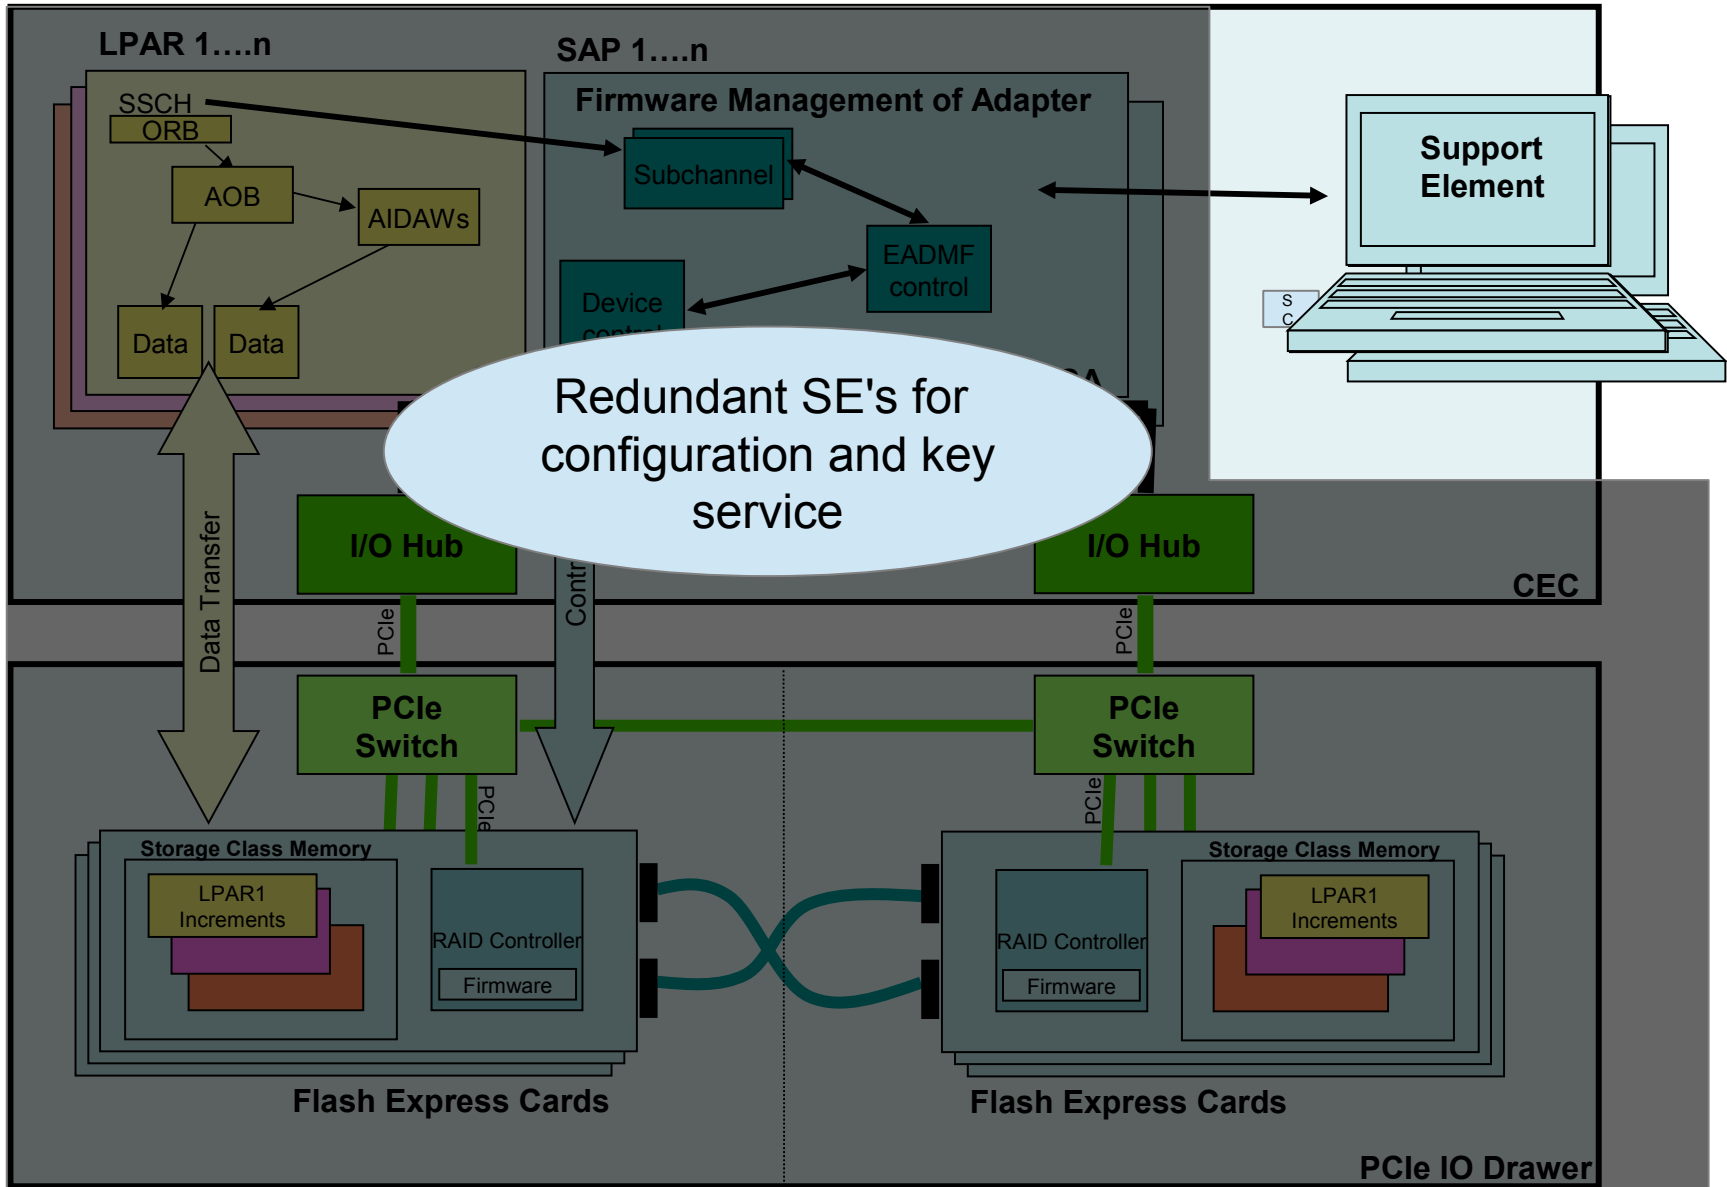 LPAR 1....n
SAP 1....n
SSCH
ORB
AOB
AIDAWs
Data
Data
Firmware Management of Adapter
Subchannel
EADMF
control
Device
control
Support
Element
S
C
Redundant SE's for
configuration and key
service
I/O Hub
I/O Hub
CEC
Data Transfer
PCIe
PCIe
PCIe
Switch
PCIe
Switch
PCIe
PCIe
Storage Class Memory
LPAR1
Increments
RAID Controller
Firmware
Storage Class Memory
LPAR1
Increments
RAID Controller
Firmware
Flash Express Cards
Flash Express Cards
PCIe IO Drawer